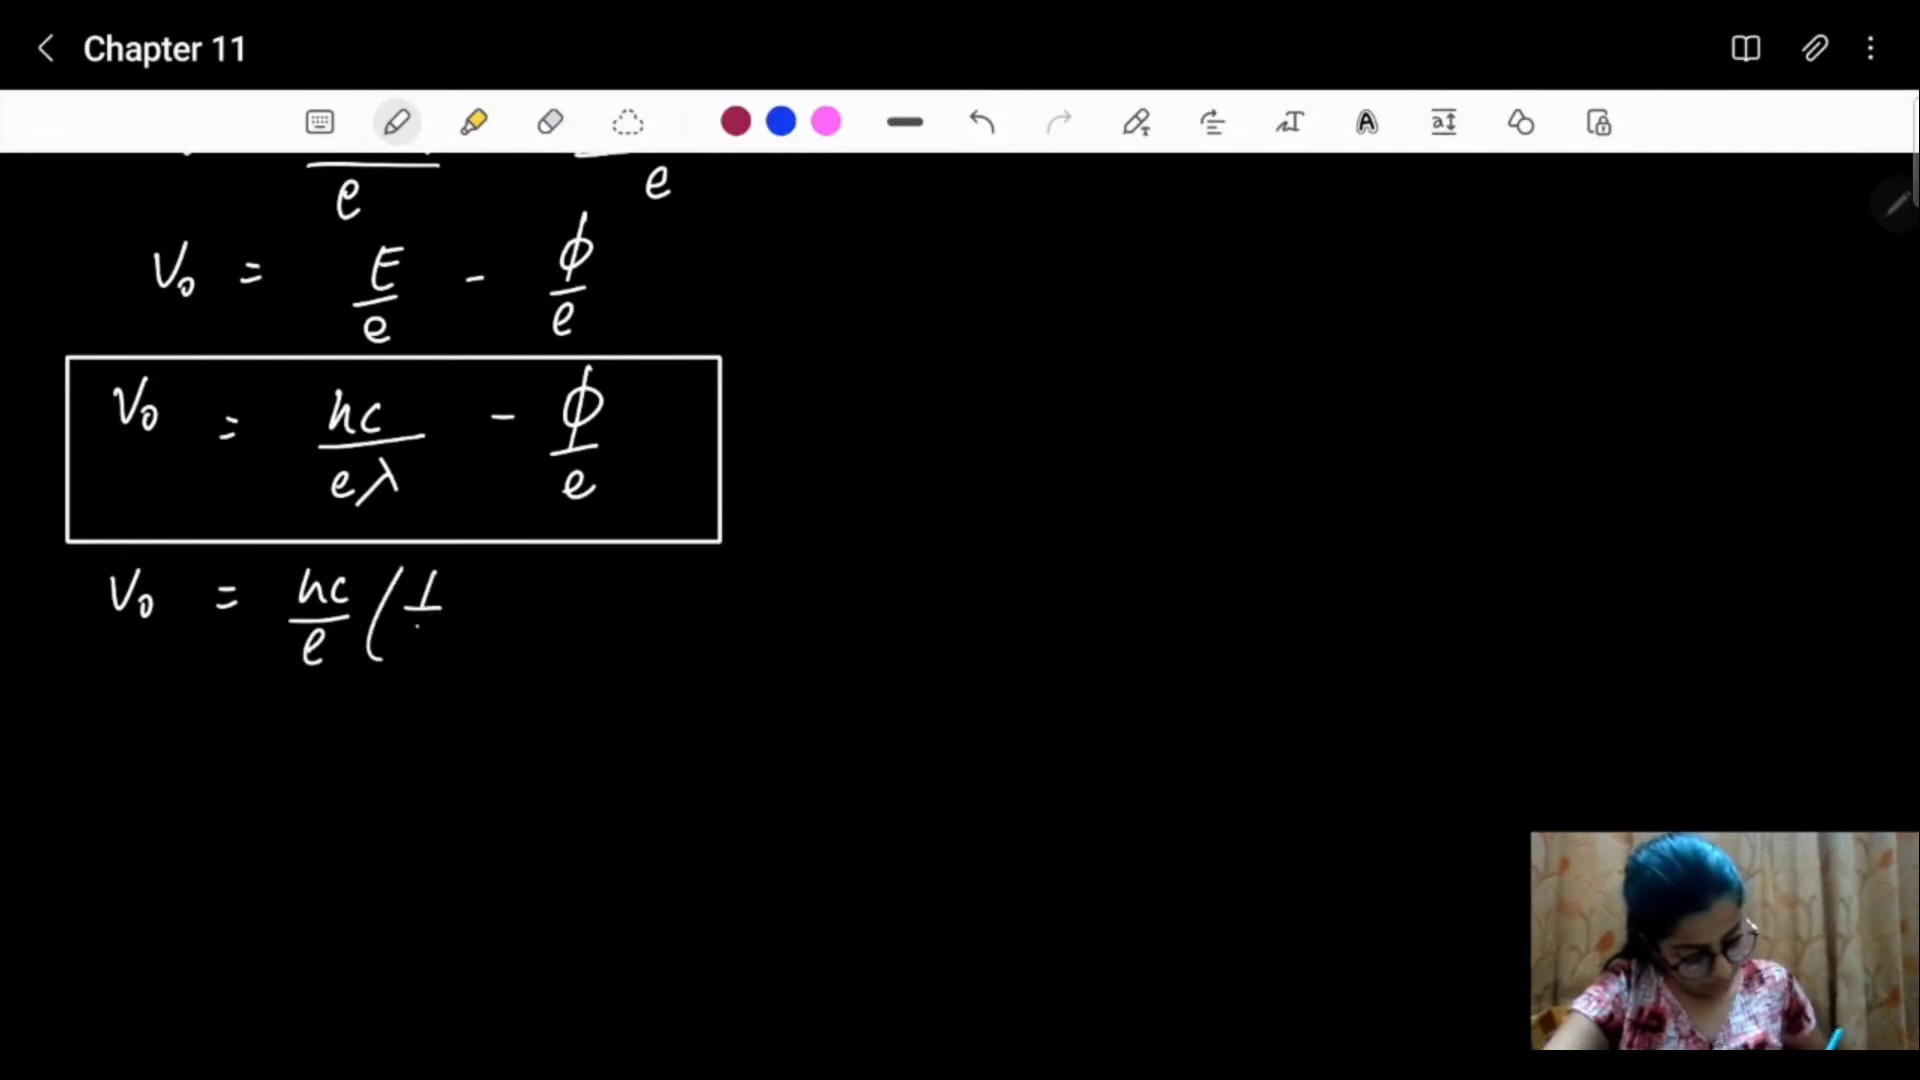 Chapter 11
e e
V₀ = E/e - ϕ/e
V₀ = hc/eλ - ϕ/e
V₀ = hc/e (1